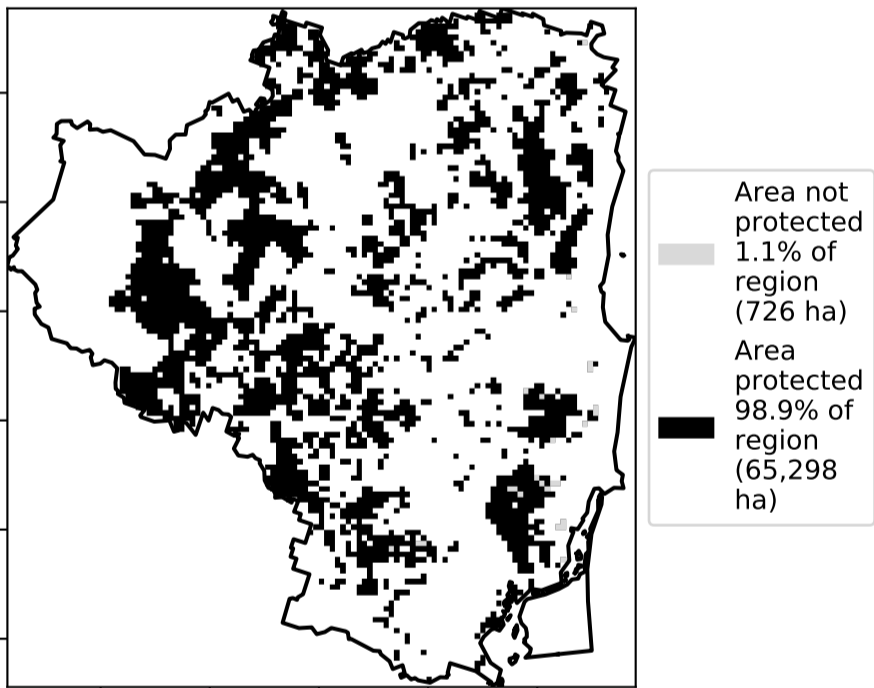 Area not
protected
1.1% of
region
(726 ha)
Area
protected
98.9% of
region
(65,298
ha)